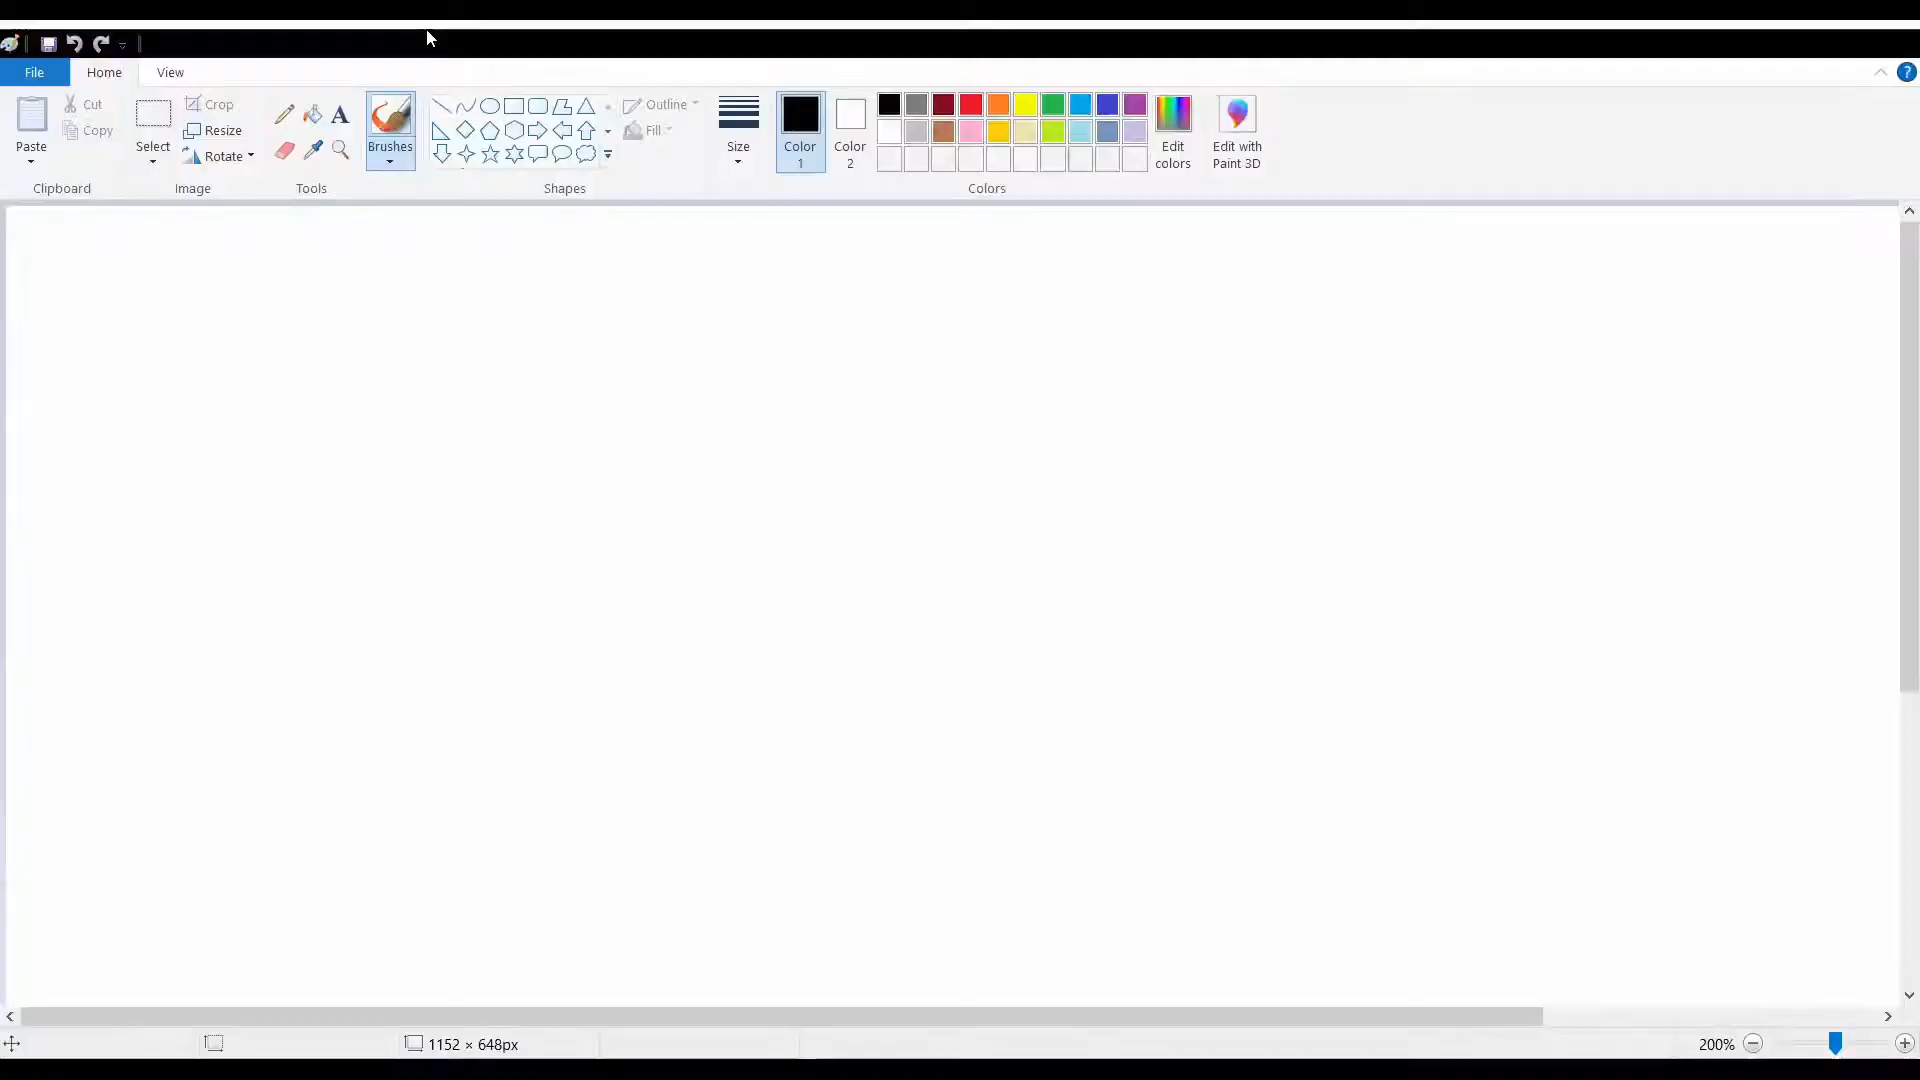 File Home View
Paste Cut Copy Clipboard
Select Crop Resize Rotate Image
A Tools
Brushes
Outline Fill Shapes
Size
Color 1 Color 2 Edit colors Colors
Edit with Paint 3D
?
1152 × 648px 200%